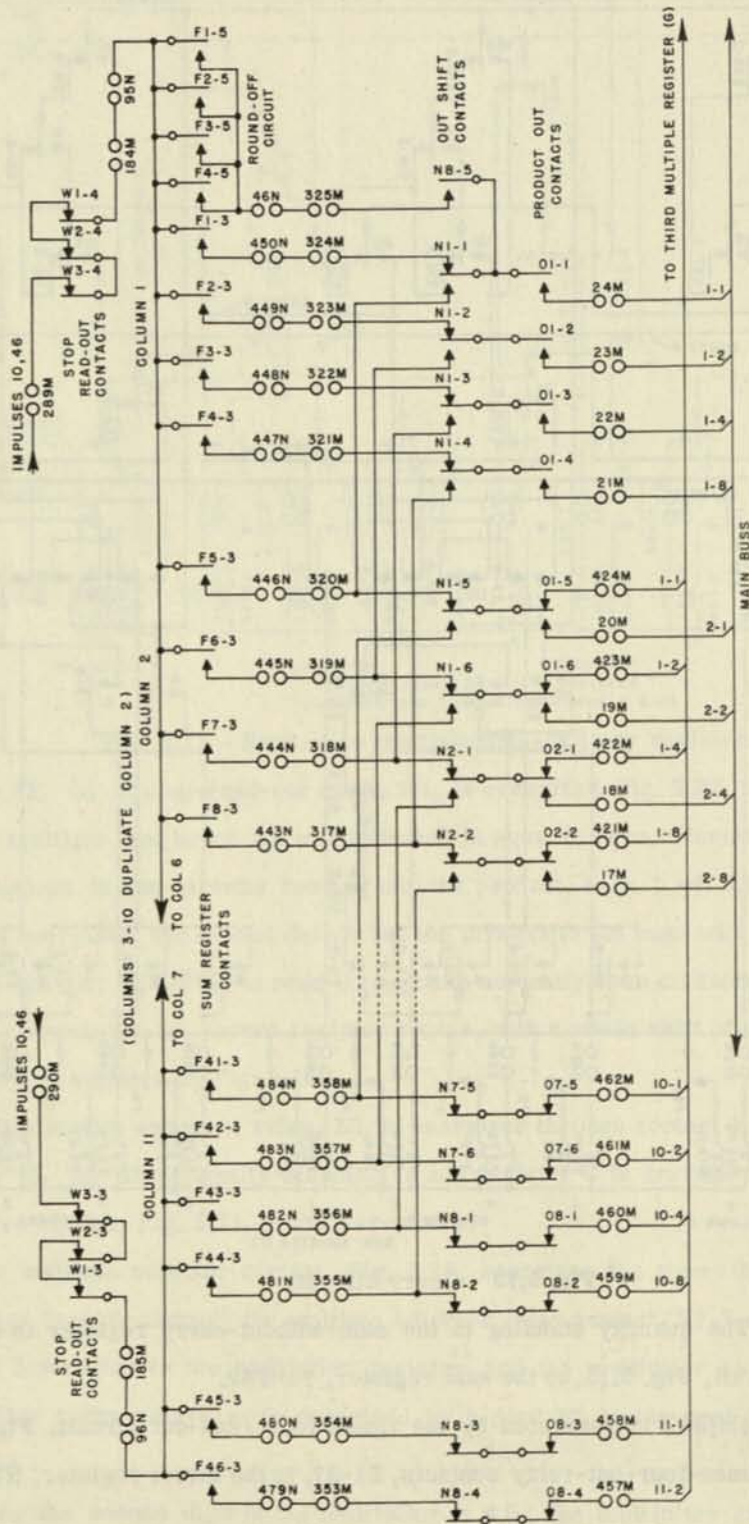 IMPULSES 10,46
289M
W3-4
W2-4
W1-4
STOP
READ-OUT
CONTACTS
184M
95N
COLUMN 1
F1-5
F2-5
F3-5
F4-5
ROUND-OFF
CIRCUIT
F1-3
F2-3
F3-3
F4-3
46N 325M
450N 324M
449N 323M
448N 322M
447N 321M
OUT SHIFT
CONTACTS
N8-5
N1-1
N1-2
N1-3
N1-4
PRODUCT OUT
CONTACTS
O1-1
O1-2
O1-3
O1-4
24M
23M
22M
21M
1-1
1-2
1-4
1-8
TO THIRD MULTIPLE REGISTER (G)
MAIN BUSS
(COLUMNS 3-10 DUPLICATE COLUMN 2)
COLUMN 2
F5-3
F6-3
F7-3
F8-3
446N 320M
445N 319M
444N 318M
443N 317M
N1-5
N1-6
N2-1
N2-2
O1-5
O1-6
O2-1
O2-2
424M
20M
423M
19M
422M
18M
421M
17M
1-1
2-1
1-2
2-2
1-4
2-4
1-8
2-8
TO COL 6
TO COL 7
SUM REGISTER
CONTACTS
IMPULSES 10,46
290M
W3-3
W2-3
W1-3
STOP
READ-OUT
CONTACTS
185M
96N
COLUMN 11
F41-3
F42-3
F43-3
F44-3
F45-3
F46-3
484N 358M
483N 357M
482N 356M
481N 355M
480N 354M
479N 353M
N7-5
N7-6
N8-1
N8-2
N8-3
N8-4
O7-5
O7-6
O8-1
O8-2
O8-3
O8-4
462M
461M
460M
459M
458M
457M
10-1
10-2
10-4
10-8
11-1
11-2